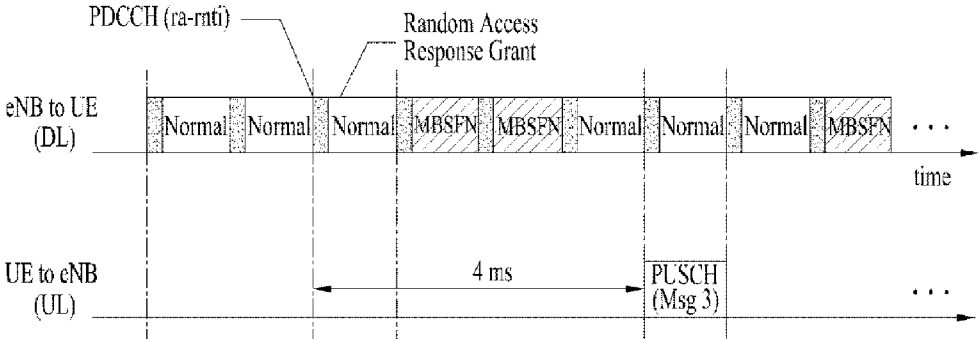 PDCCH (ra-rnti)
Random Access
Response Grant
eNB to UE
(DL)
Normal Normal Normal MBSFN MBSFN Normal Normal Normal MBSFN ...
time
UE to eNB
(UL)
4 ms
PUSCH
(Msg 3)
...